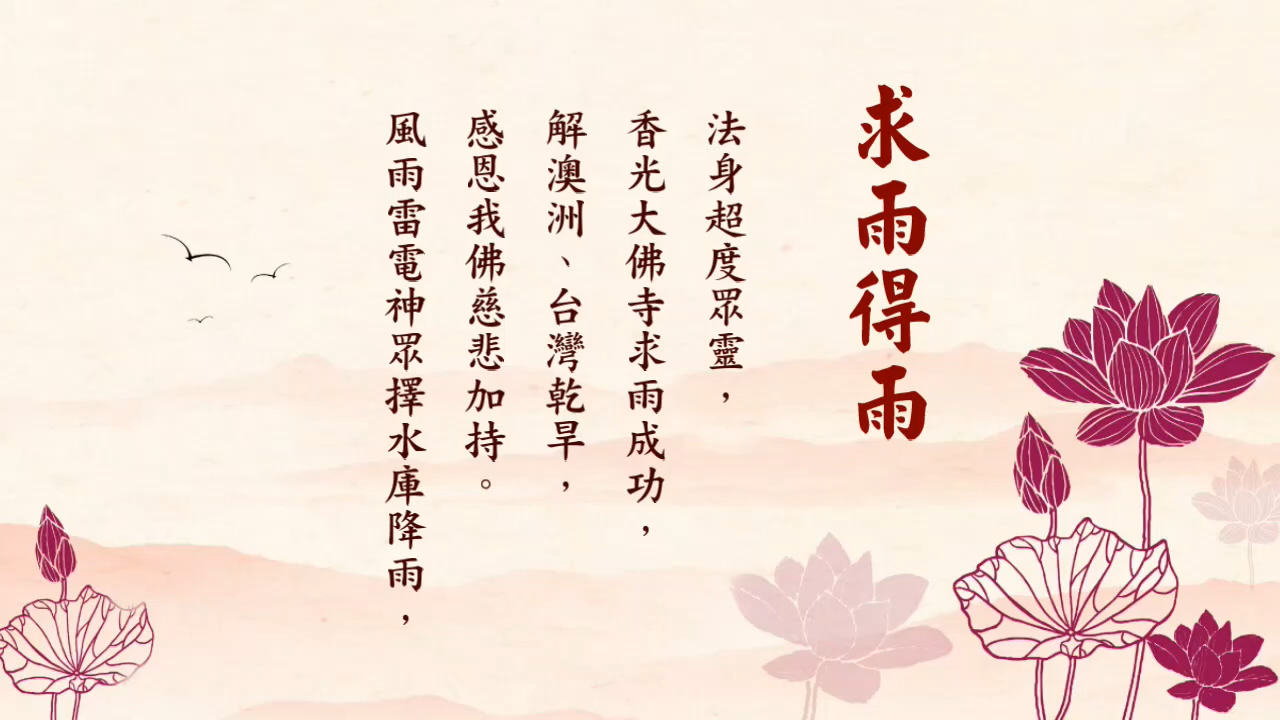 求雨得雨
法身超度眾靈，
香光大佛寺求雨成功，
解澳洲、台灣乾旱，
感恩我佛慈悲加持。
風雨雷電神眾擇水庫降雨，